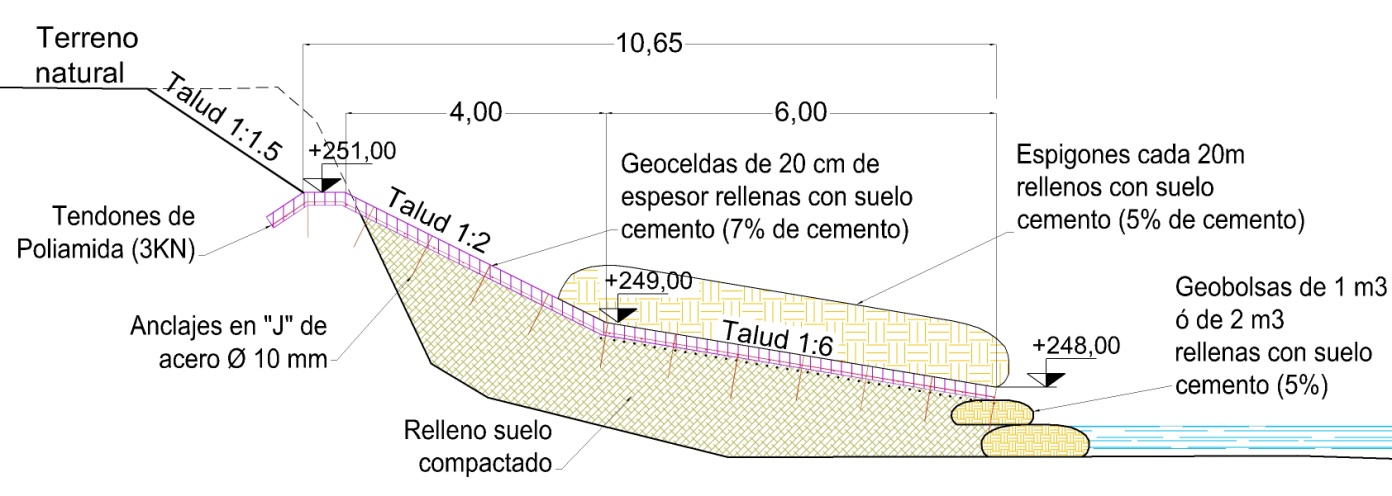 Terreno
natural
10,65
Talud 1:1.5
4,00
6,00
+251,00
Geoceldas de 20 cm de
espesor rellenas con suelo
cemento (7% de cemento)
Espigones cada 20m
rellenos con suelo
cemento (5% de cemento)
Tendones de
Poliamida (3KN)
Talud 1:2
+249,00
Geobolsas de 1 m3
ó de 2 m3
rellenas con suelo
cemento (5%)
Anclajes en "J" de
acero Ø 10 mm
Talud 1:6
+248,00
Relleno suelo
compactado